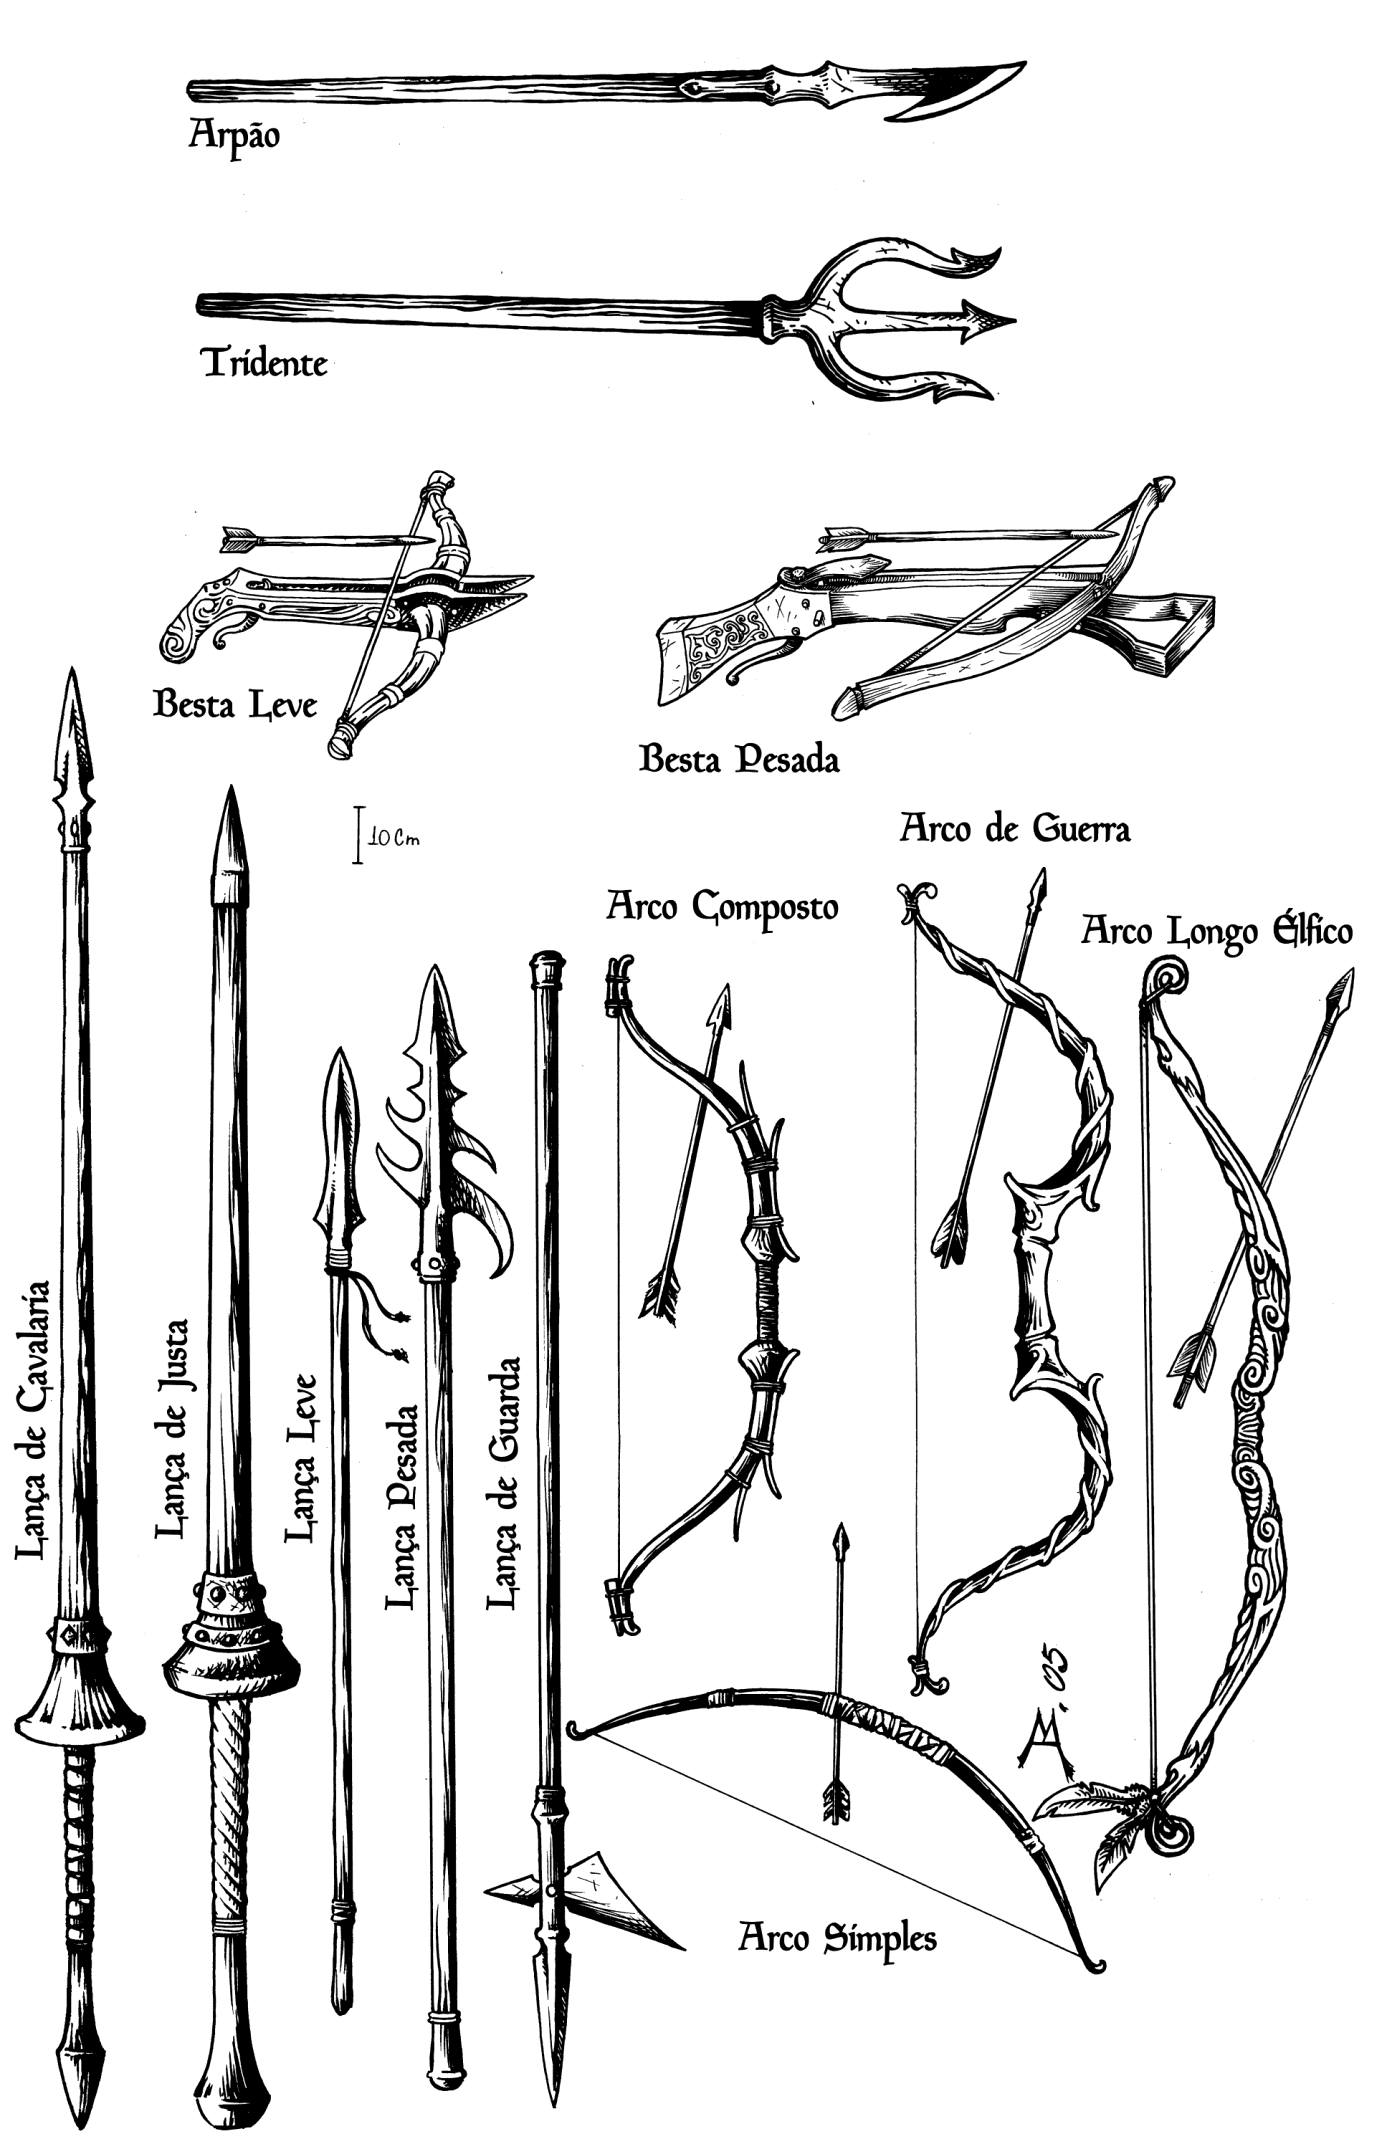 Arpão
Tridente
Besta Leve
Besta Pesada
10 Cm
Arco de Guerra
Arco Composto
Arco Longo Élfico
Lança de Cavalaria
Lança de Justa
Lança Leve
Lança Pesada
Lança de Guarda
Arco Simples
M. 05